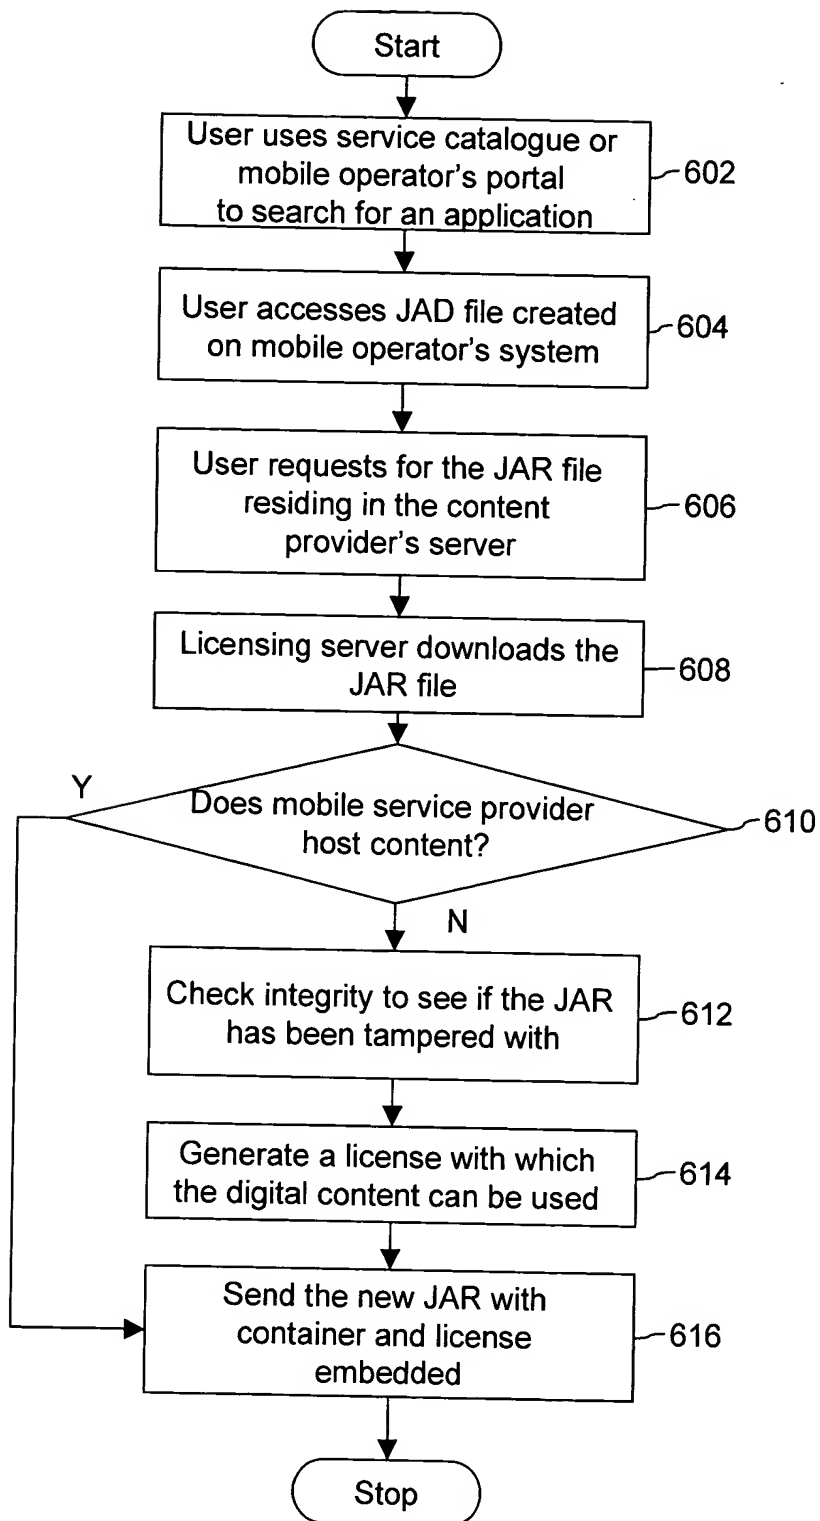 Start
User uses service catalogue or
mobile operator's portal
to search for an application
602
User accesses JAD file created
on mobile operator's system
604
User requests for the JAR file
residing in the content
provider's server
606
Licensing server downloads the
JAR file
608
Y
Does mobile service provider
host content?
610
N
Check integrity to see if the JAR
has been tampered with
612
Generate a license with which
the digital content can be used
614
Send the new JAR with
container and license
embedded
616
Stop